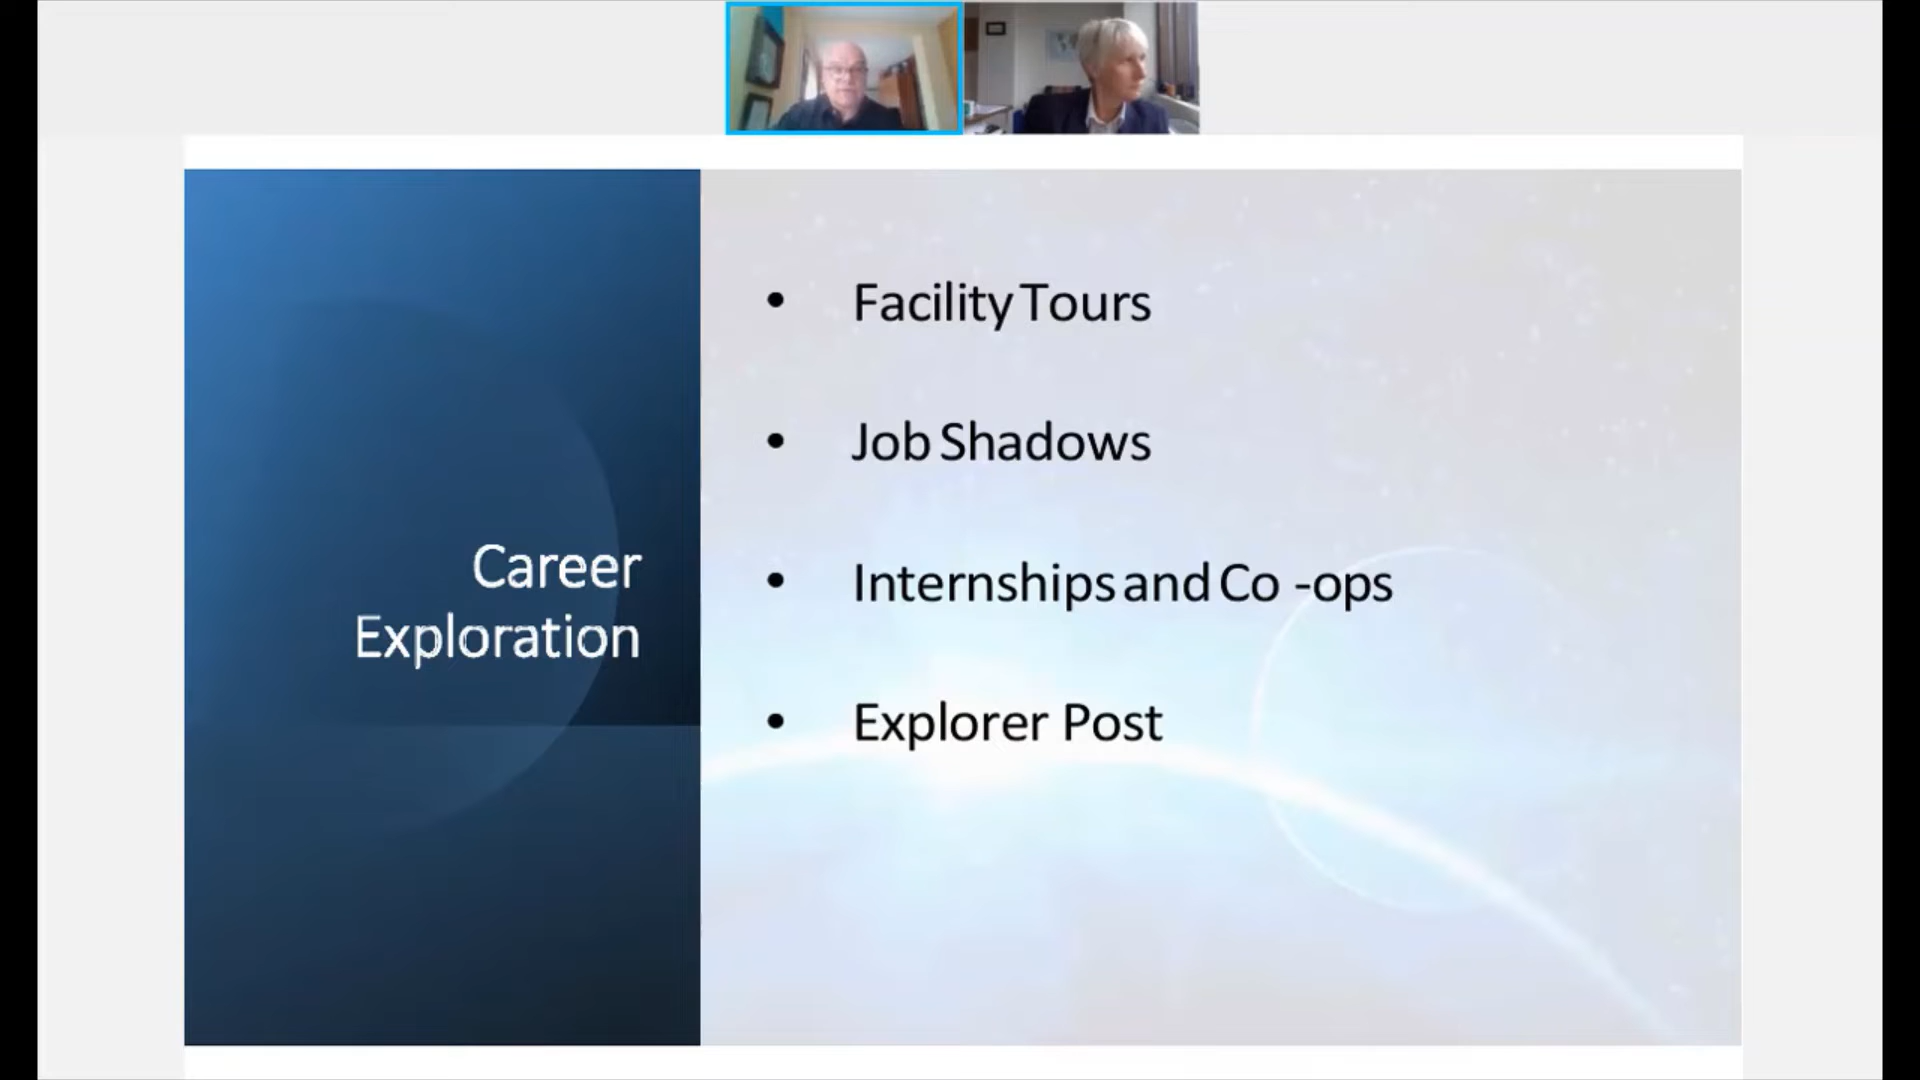 Career
Exploration
• Facility Tours
• Job Shadows
• Internships and Co -ops
• Explorer Post